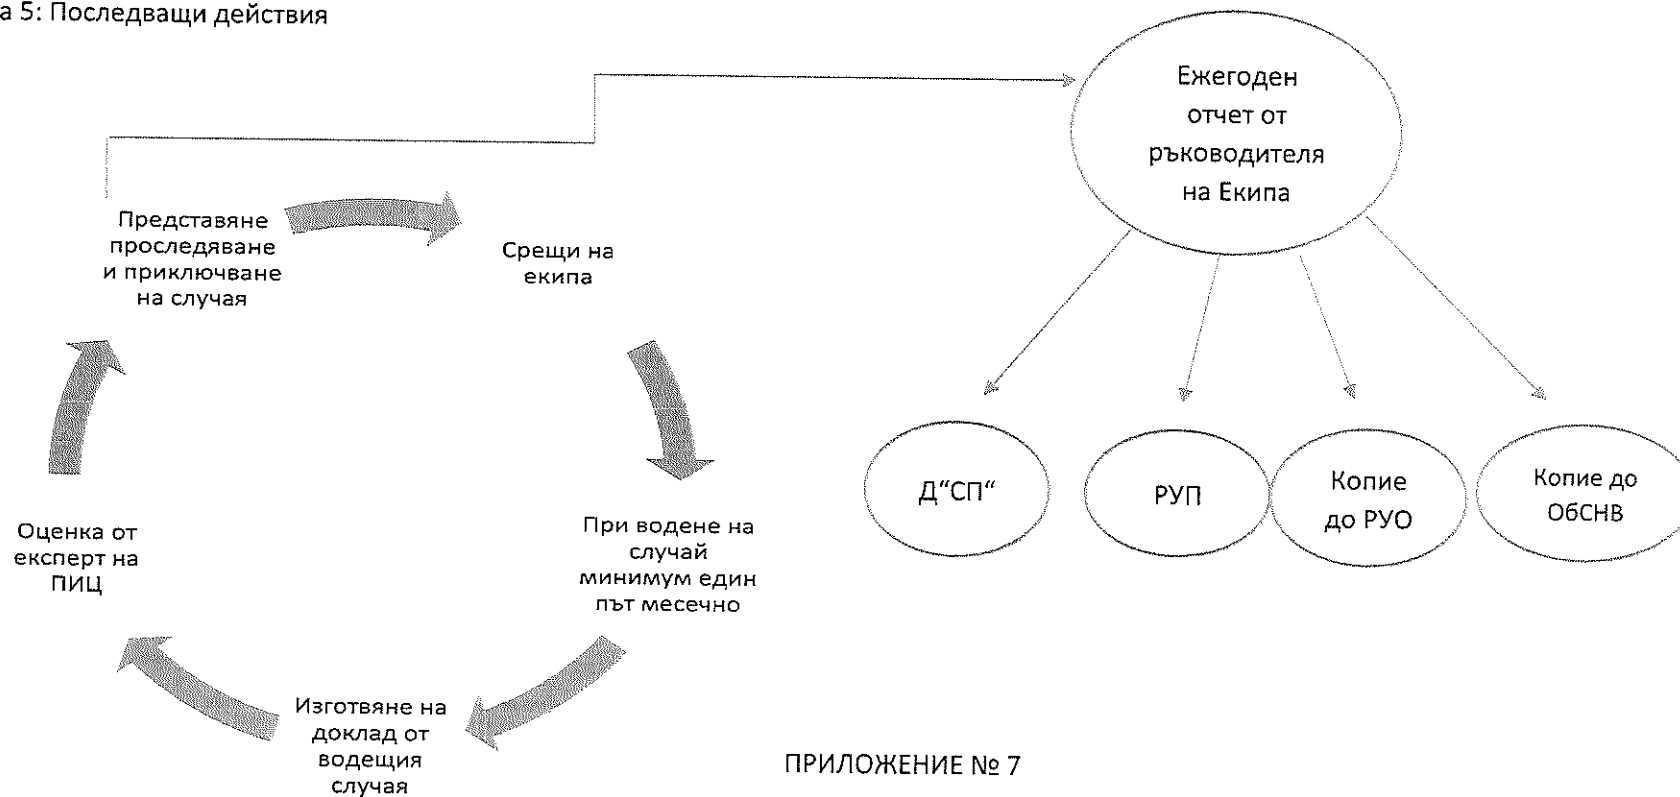 а 5: Последващи действия
Ежегоден
отчет от
ръководителя
на Екипа
Представяне
проследяване
и приключване
на случая
Срещи на
екипа
При водене на
случай
минимум един
път месечно
Изготвяне на
доклад от
водещия
случая
Оценка от
експерт на
ПИЦ
Д"СП"
РУП
Копие
до РУО
Копие до
ОбСНВ
ПРИЛОЖЕНИЕ № 7